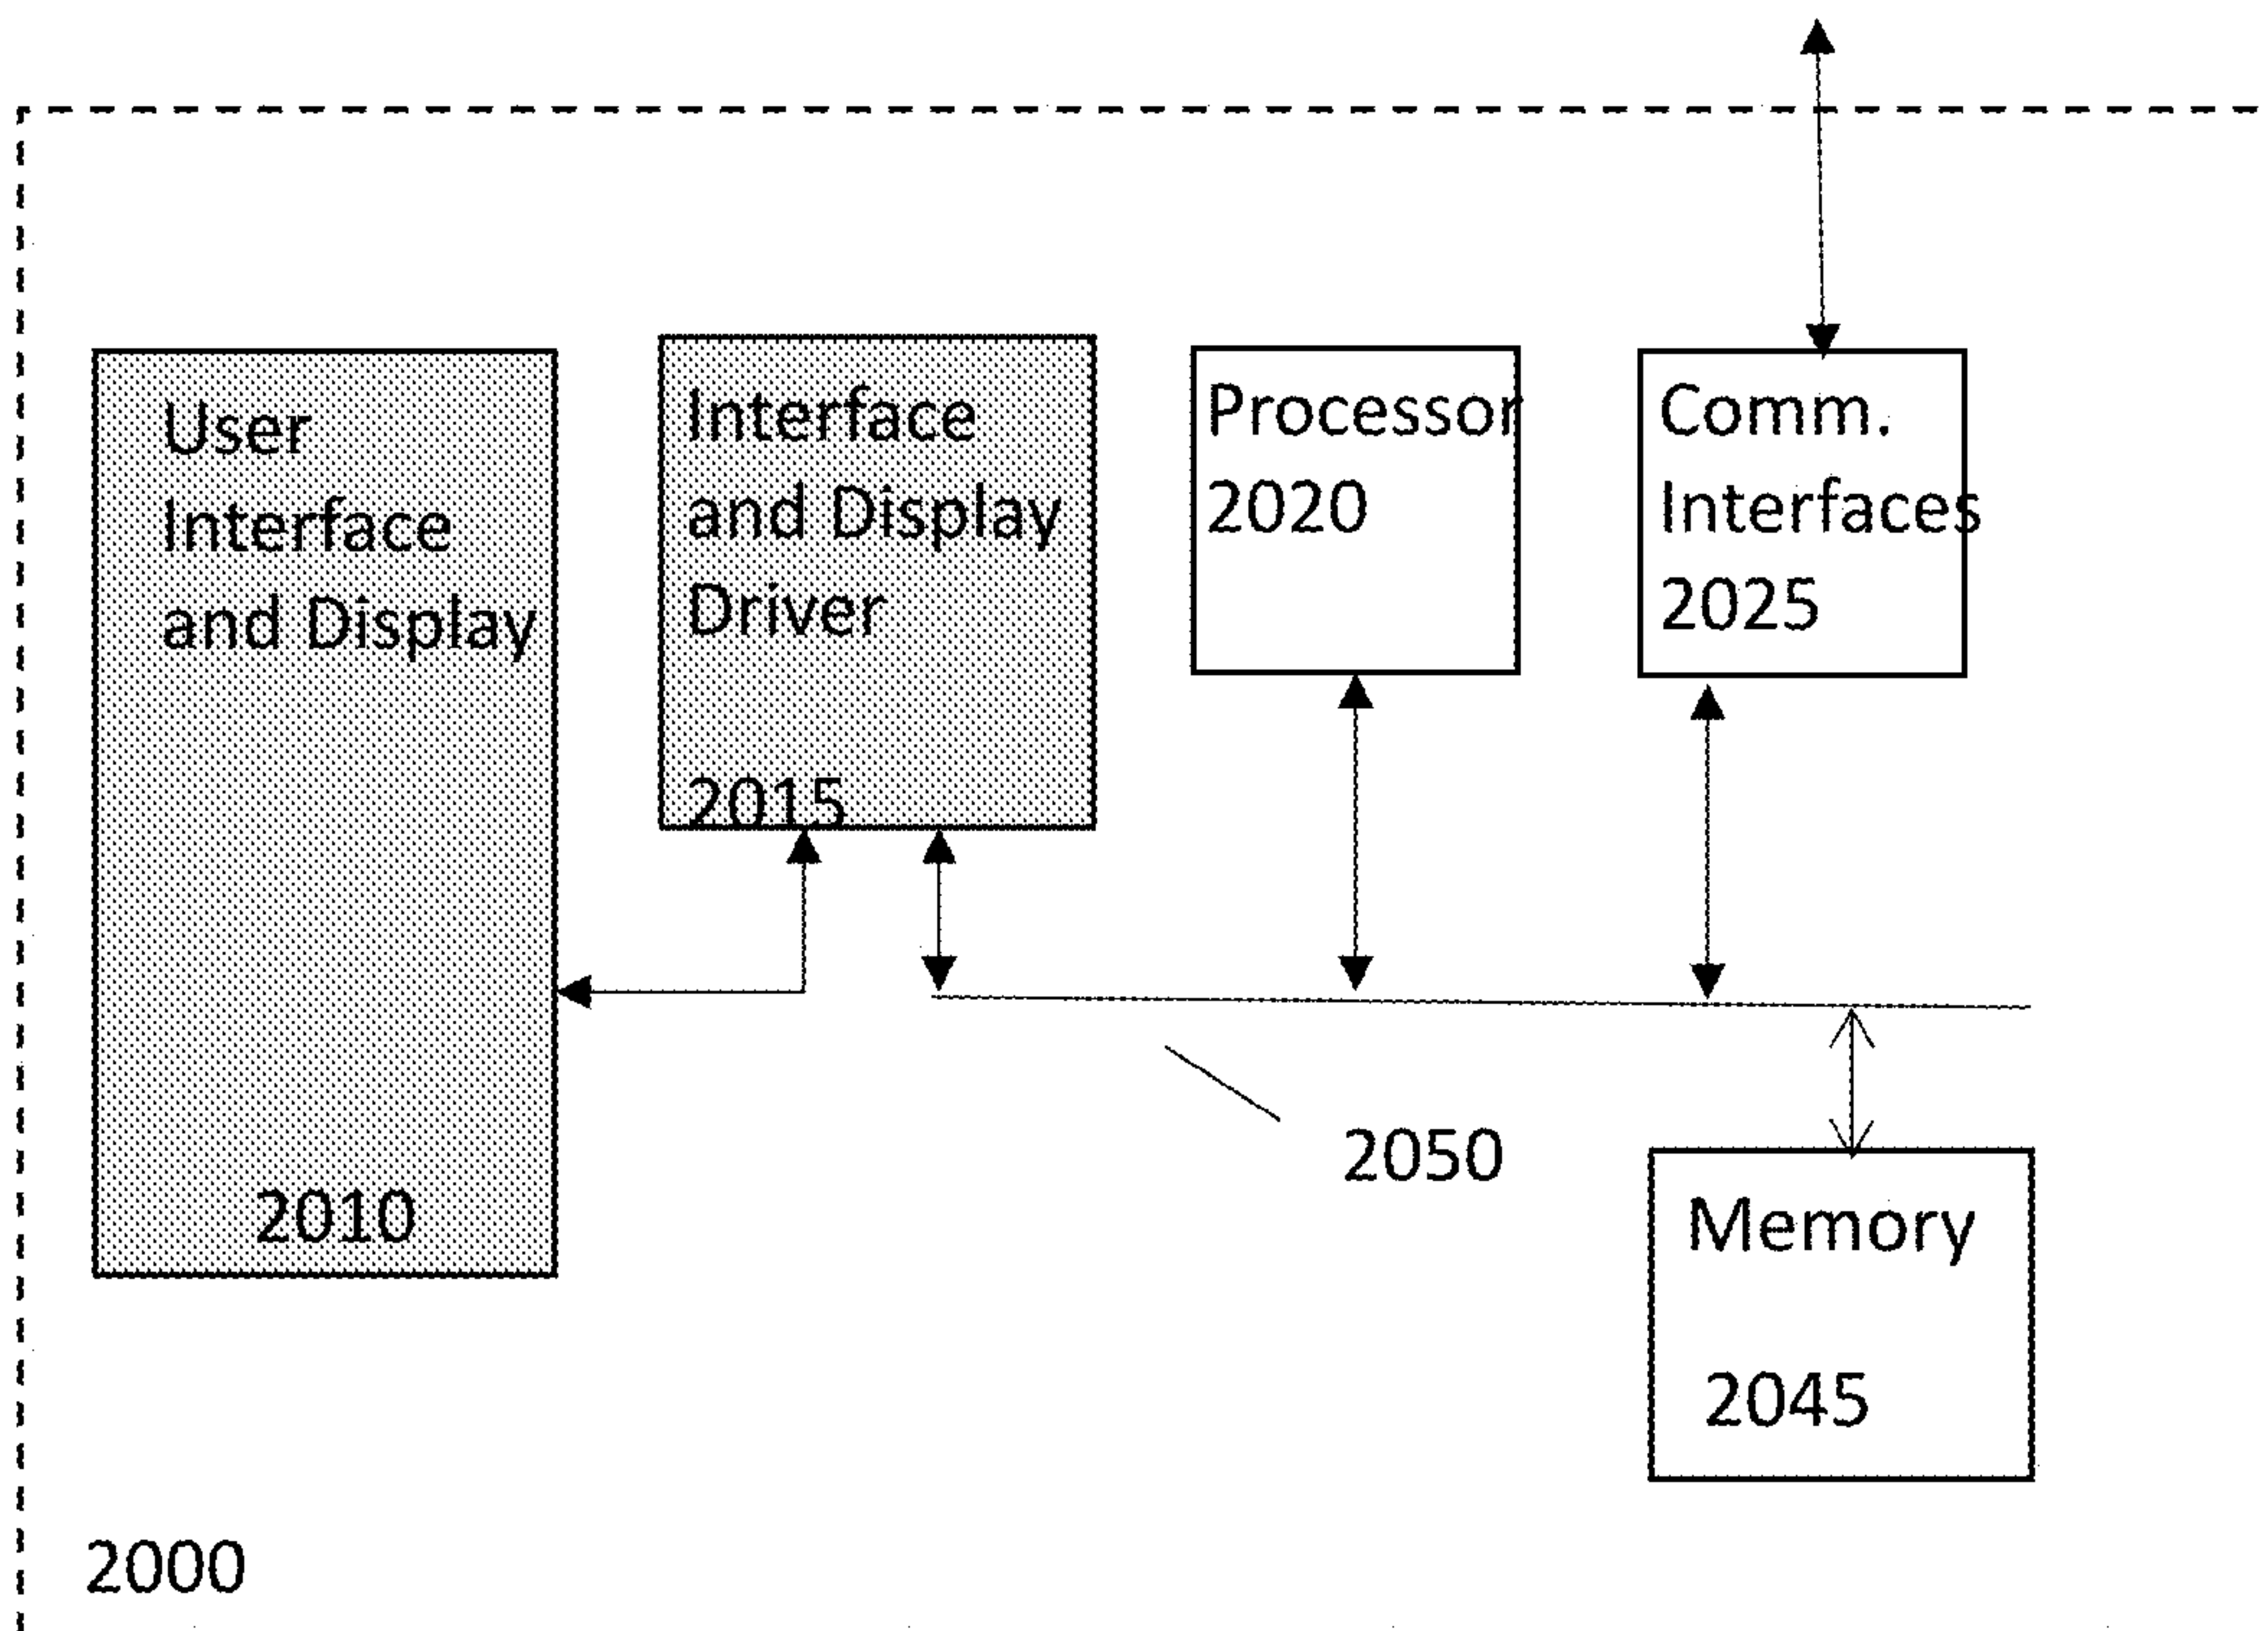 User
Interface
and Display
2010
Interface
and Display
Driver
2015
Processor
2020
Comm.
Interfaces
2025
2050
Memory
2045
2000